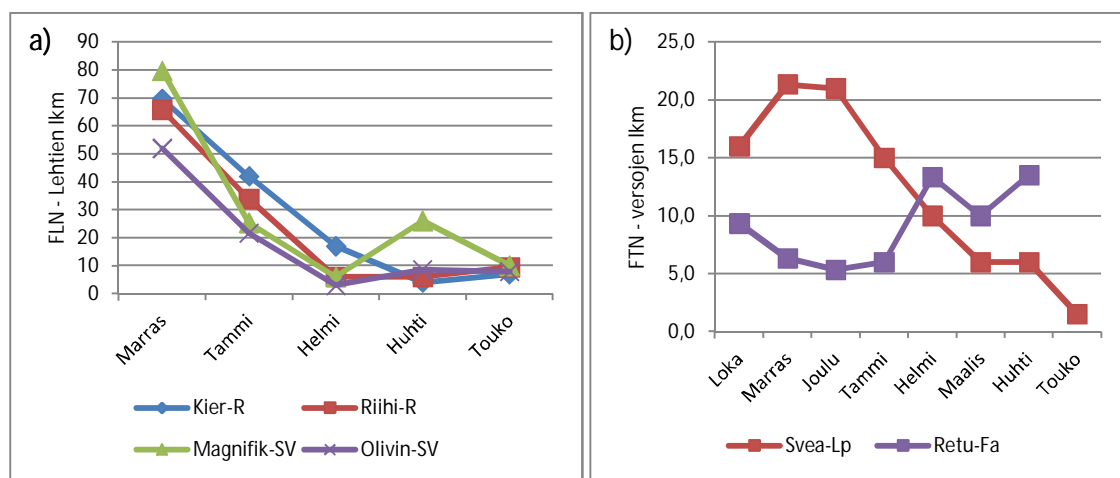 a)
FLN - Lehtien lkm
90
80
70
60
50
40
30
20
10
0
Marras
Tammi
Helmi
Huhti
Touko
Kier-R
Riihi-R
Magnifik-SV
Olivin-SV
b)
FTN - versojen lkm
25,0
20,0
15,0
10,0
5,0
0,0
Loka
Marras
Joulu
Tammi
Helmi
Maalis
Huhti
Touko
Svea-Lp
Retu-Fa